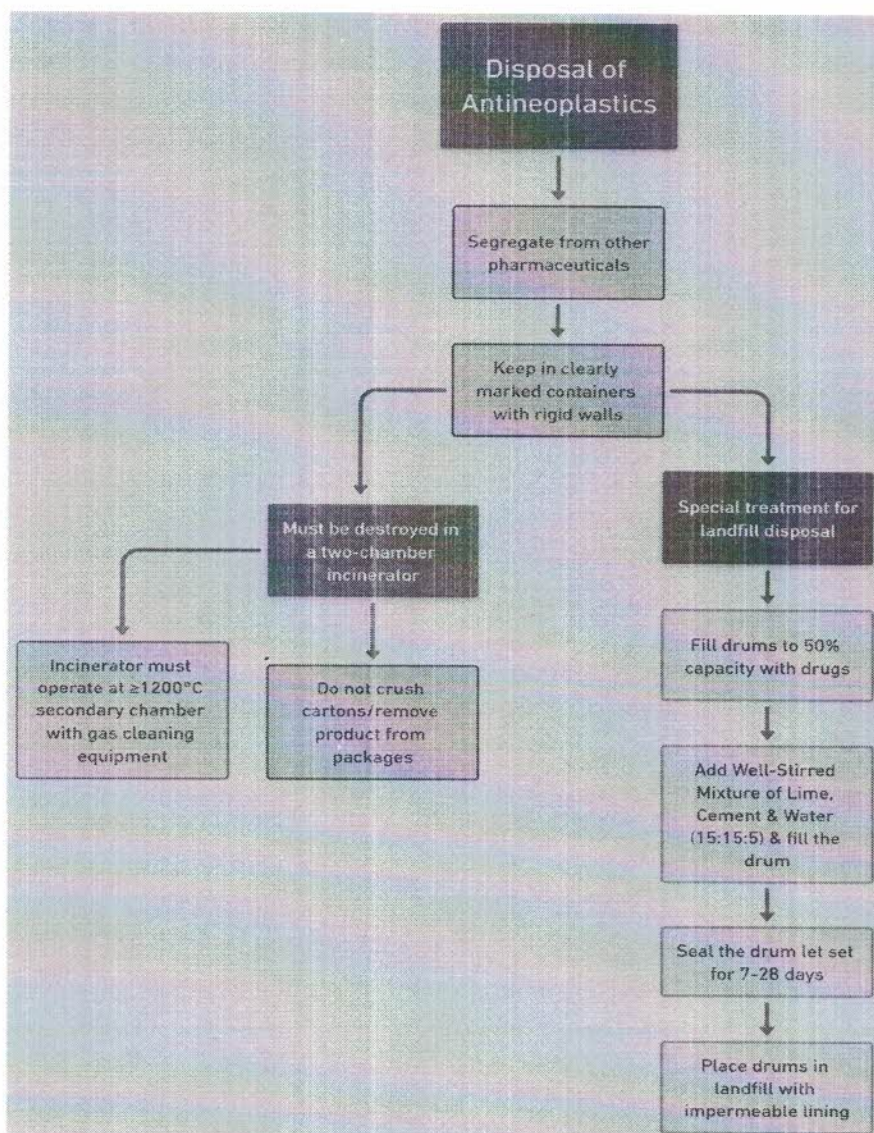 Disposal of
Antineoplastics
Segregate from other
pharmaceuticals
Keep in clearly
marked containers
with rigid walls
Must be destroyed in
a two-chamber
incinerator
Incinerator must
operate at ≥1200°C
secondary chamber
with gas cleaning
equipment
Do not crush
cartons/remove
product from
packages
Special treatment for
landfill disposal
Fill drums to 50%
capacity with drugs
Add Well-Stirred
Mixture of Lime,
Cement & Water
(15:15:5) & fill the
drum
Seal the drum let set
for 7-28 days
Place drums in
landfill with
impermeable lining